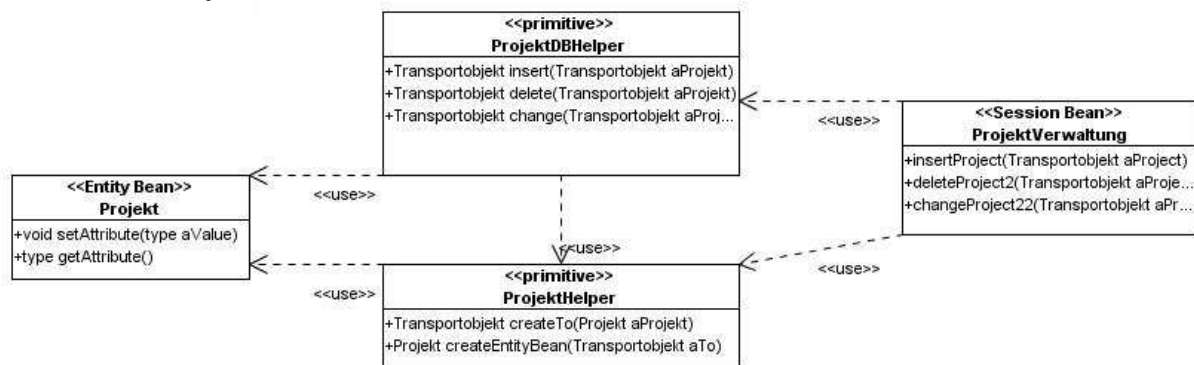 <<primitive>>
ProjektDBHelper
+Transportobjekt insert(Transportobjekt aProjekt)
+Transportobjekt delete(Transportobjekt aProjekt)
+Transportobjekt change(Transportobjekt aProj...
<<use>>
<<Session Bean>>
ProjektVerwaltung
+insertProject(Transportobjekt aProject)
+deleteProject2(Transportobjekt aProje...
+changeProject22(Transportobjekt aPr...
<<Entity Bean>>
Projekt
+void setAttribute(type aValue)
+type getAttribute()
<<use>>
<<use>>
<<use>>
<<use>>
<<primitive>>
ProjektHelper
+Transportobjekt createTo(Projekt aProjekt)
+Projekt createEntityBean(Transportobjekt aTo)